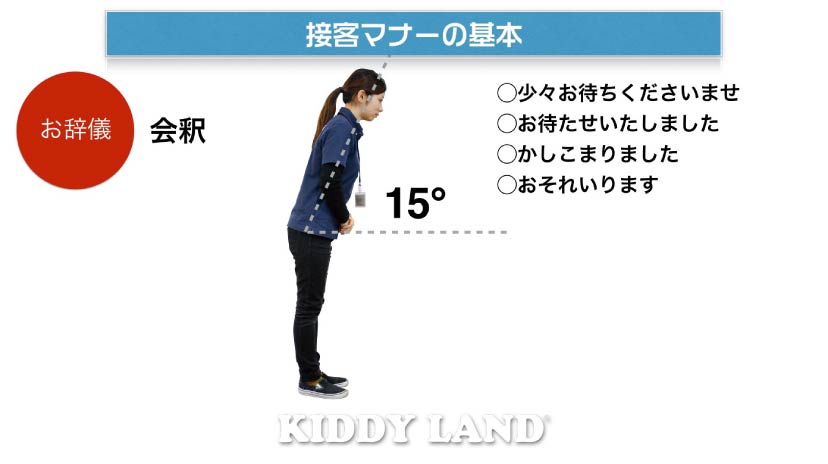 接客マナーの基本
お辞儀
会釈
○少々お待ちくださいませ
○お待たせいたしました
○かしこまりました
○おそれいります
15°
KIDDY LAND®